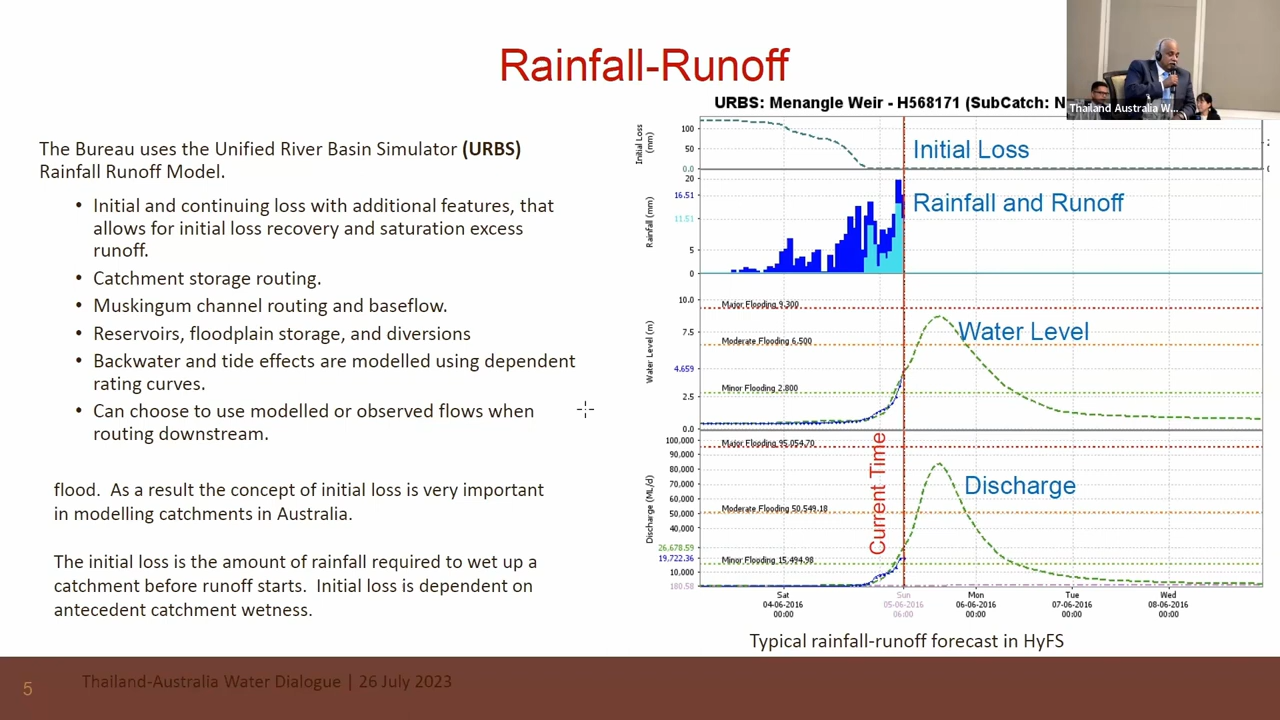 Rainfall-Runoff
Thailand Australia W...
The Bureau uses the Unified River Basin Simulator (URBS)
Rainfall Runoff Model.
• Initial and continuing loss with additional features, that
allows for initial loss recovery and saturation excess
runoff.
• Catchment storage routing.
• Muskingum channel routing and baseflow.
• Reservoirs, floodplain storage, and diversions
• Backwater and tide effects are modelled using dependent
rating curves.
• Can choose to use modelled or observed flows when
routing downstream.
flood. As a result the concept of initial loss is very important
in modelling catchments in Australia.
The initial loss is the amount of rainfall required to wet up a
catchment before runoff starts. Initial loss is dependent on
antecedent catchment wetness.
URBS: Menangle Weir - H568171 (SubCatch: N
Initial Loss
(mm)
100
50
0.0
Initial Loss
Rainfall (mm)
20
16.51
11.51
5
0
Rainfall and Runoff
Water Level (m)
10.0
7.5
4.659
2.5
0.0
Major Flooding 9.300
Moderate Flooding 6.500
Minor Flooding 2.800
Water Level
Discharge (ML/d)
100,000
90,000
80,000
70,000
60,000
50,000
40,000
26,678.59
19,722.36
10,000
180.58
Major Flooding 95,054.70
Moderate Flooding 50,549.18
Minor Flooding 15,494.98
Current Time
Discharge
Sat Sun Mon Tue Wed
04-06-2016 05-06-2016 06-06-2016 07-06-2016 08-06-2016
00:00 06:00 00:00 00:00 00:00
Typical rainfall-runoff forecast in HyFS
5
Thailand-Australia Water Dialogue | 26 July 2023